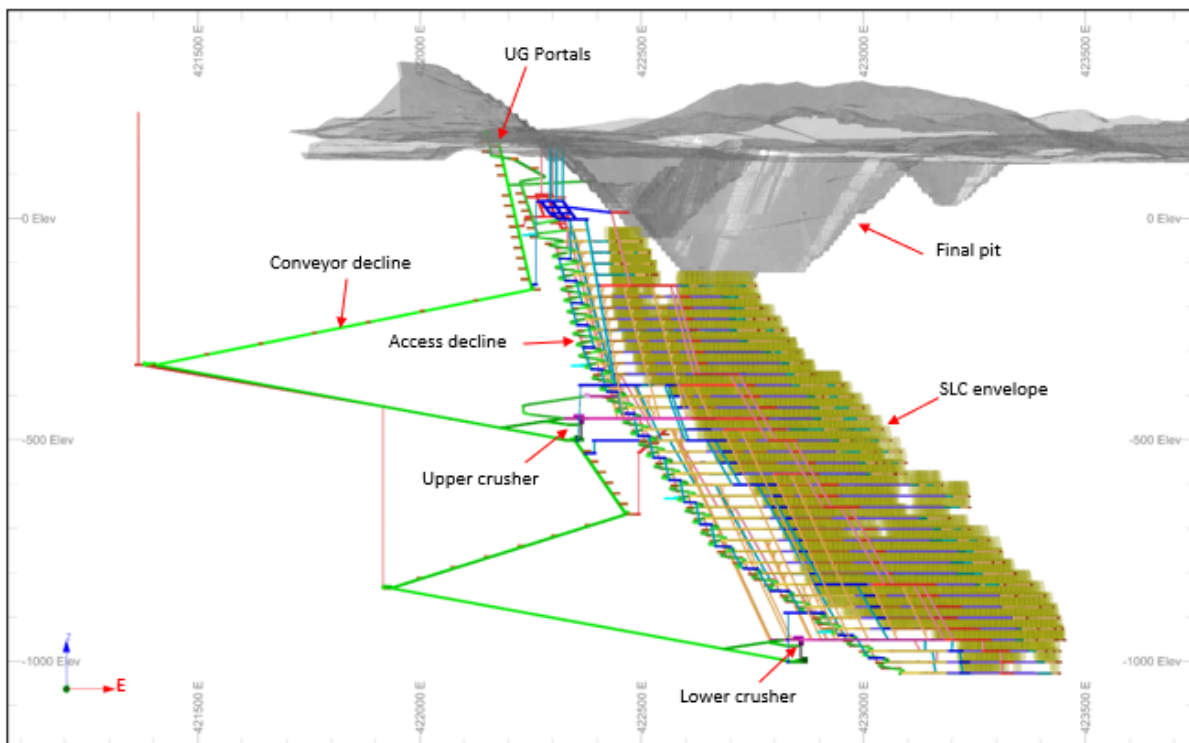 421500 E
422000 E
422500 E
423000 E
423500 E
UG Portals
0 Elev
0 Elev
Final pit
Conveyor decline
Access decline
SLC envelope
-500 Elev
-500 Elev
Upper crusher
Z
-1000 Elev
-1000 Elev
E
Lower crusher
421500 E
422000 E
422500 E
423000 E
423500 E